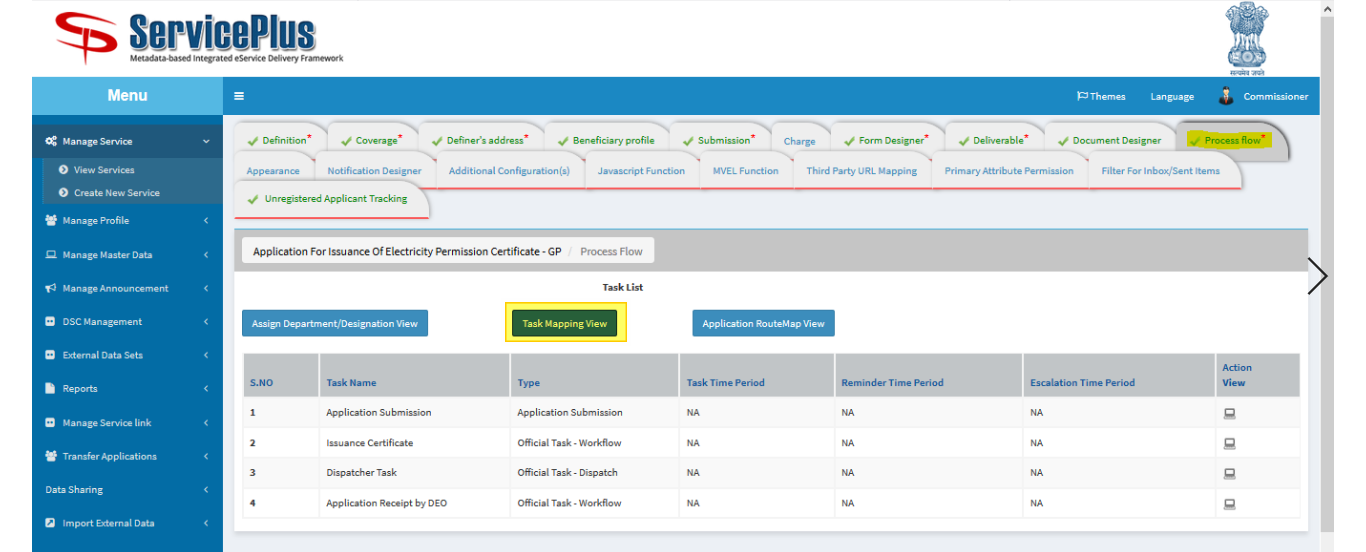 ServicePlus
Metadata-based Integrated eService Delivery Framework
सत्यमेव जयते
Menu
Themes Language Commissioner
Manage Service
View Services
Create New Service
Manage Profile
Manage Master Data
Manage Announcement
DSC Management
External Data Sets
Reports
Manage Service link
Transfer Applications
Data Sharing
Import External Data
Definition* Coverage* Definer's address* Beneficiary profile Submission* Charge Form Designer* Deliverable* Document Designer Process flow*
Appearance Notification Designer Additional Configuration(s) Javascript Function MVEL Function Third Party URL Mapping Primary Attribute Permission Filter For Inbox/Sent Items
Unregistered Applicant Tracking
Application For Issuance Of Electricity Permission Certificate - GP / Process Flow
Task List
Assign Department/Designation View Task Mapping View Application RouteMap View
S.NO Task Name Type Task Time Period Reminder Time Period Escalation Time Period Action
View
1 Application Submission Application Submission NA NA NA
2 Issuance Certificate Official Task - Workflow NA NA NA
3 Dispatcher Task Official Task - Dispatch NA NA NA
4 Application Receipt by DEO Official Task - Workflow NA NA NA